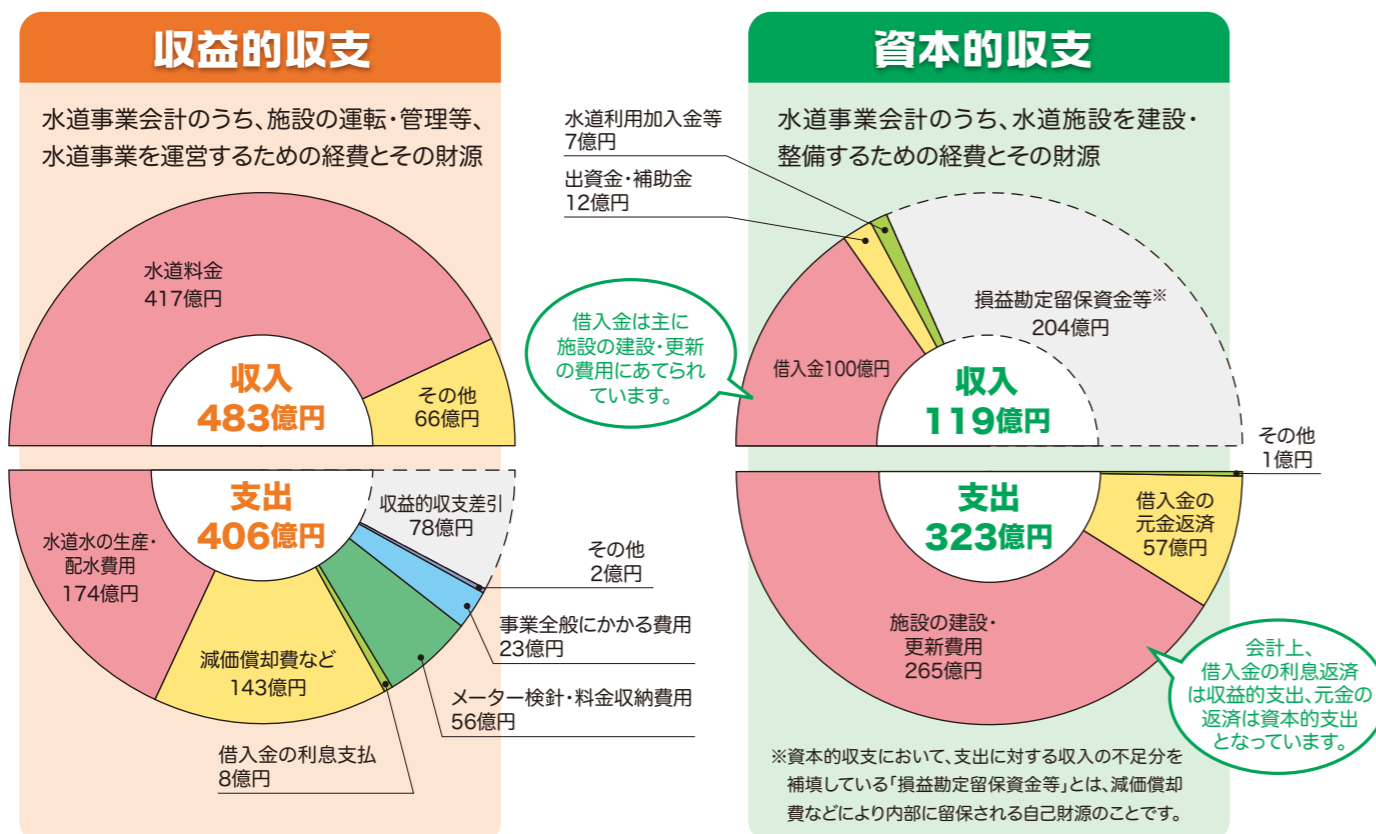 収益的収支
水道事業会計のうち、施設の運転・管理等、
水道事業を運営するための経費とその財源
水道料金
417億円
収入
483億円
その他
66億円
支出
406億円
収益的収支差引
78億円
水道水の生産・
配水費用
174億円
減価償却費など
143億円
その他
2億円
事業全般にかかる費用
23億円
メーター検針・料金収納費用
56億円
借入金の利息支払
8億円
資本的収支
水道事業会計のうち、水道施設を建設・
整備するための経費とその財源
水道利用加入金等
7億円
出資金・補助金
12億円
損益勘定留保資金等※
204億円
借入金は主に
施設の建設・更新
の費用にあてられ
ています。
借入金100億円
収入
119億円
その他
1億円
支出
323億円
借入金の
元金返済
57億円
施設の建設・
更新費用
265億円
会計上、
借入金の利息返済
は収益的支出、元金の
返済は資本的支出
となっています。
※資本的収支において、支出に対する収入の不足分を
補填している「損益勘定留保資金等」とは、減価償却
費などにより内部に留保される自己財源のことです。